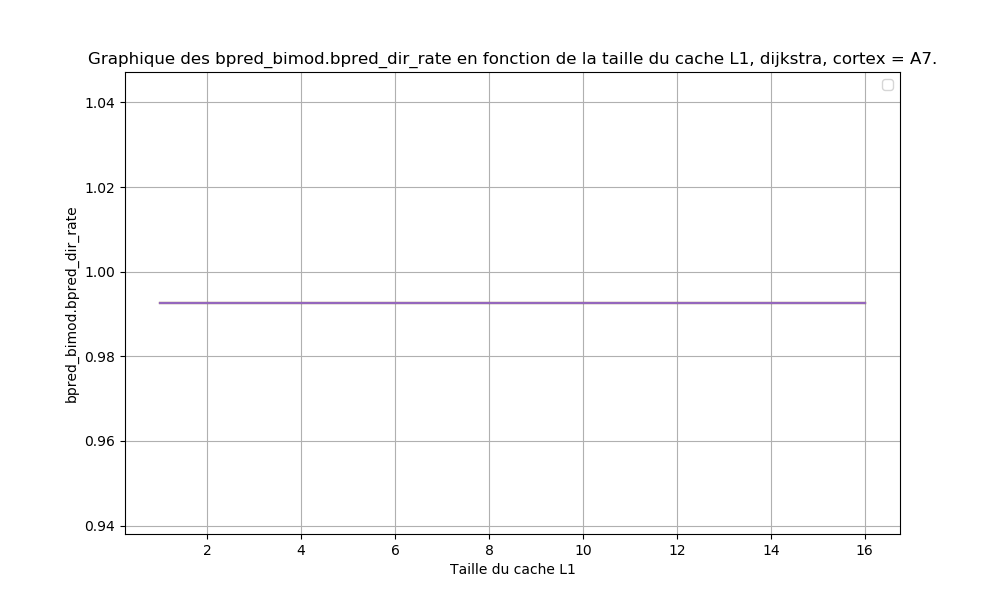 Graphique des bpred_bimod.bpred_dir_rate en fonction de la taille du cache L1, dijkstra, cortex = A7.
1.04
1.02
1.00
0.98
0.96
0.94
bpred_bimod.bpred_dir_rate
2 4 6 8 10 12 14 16
Taille du cache L1